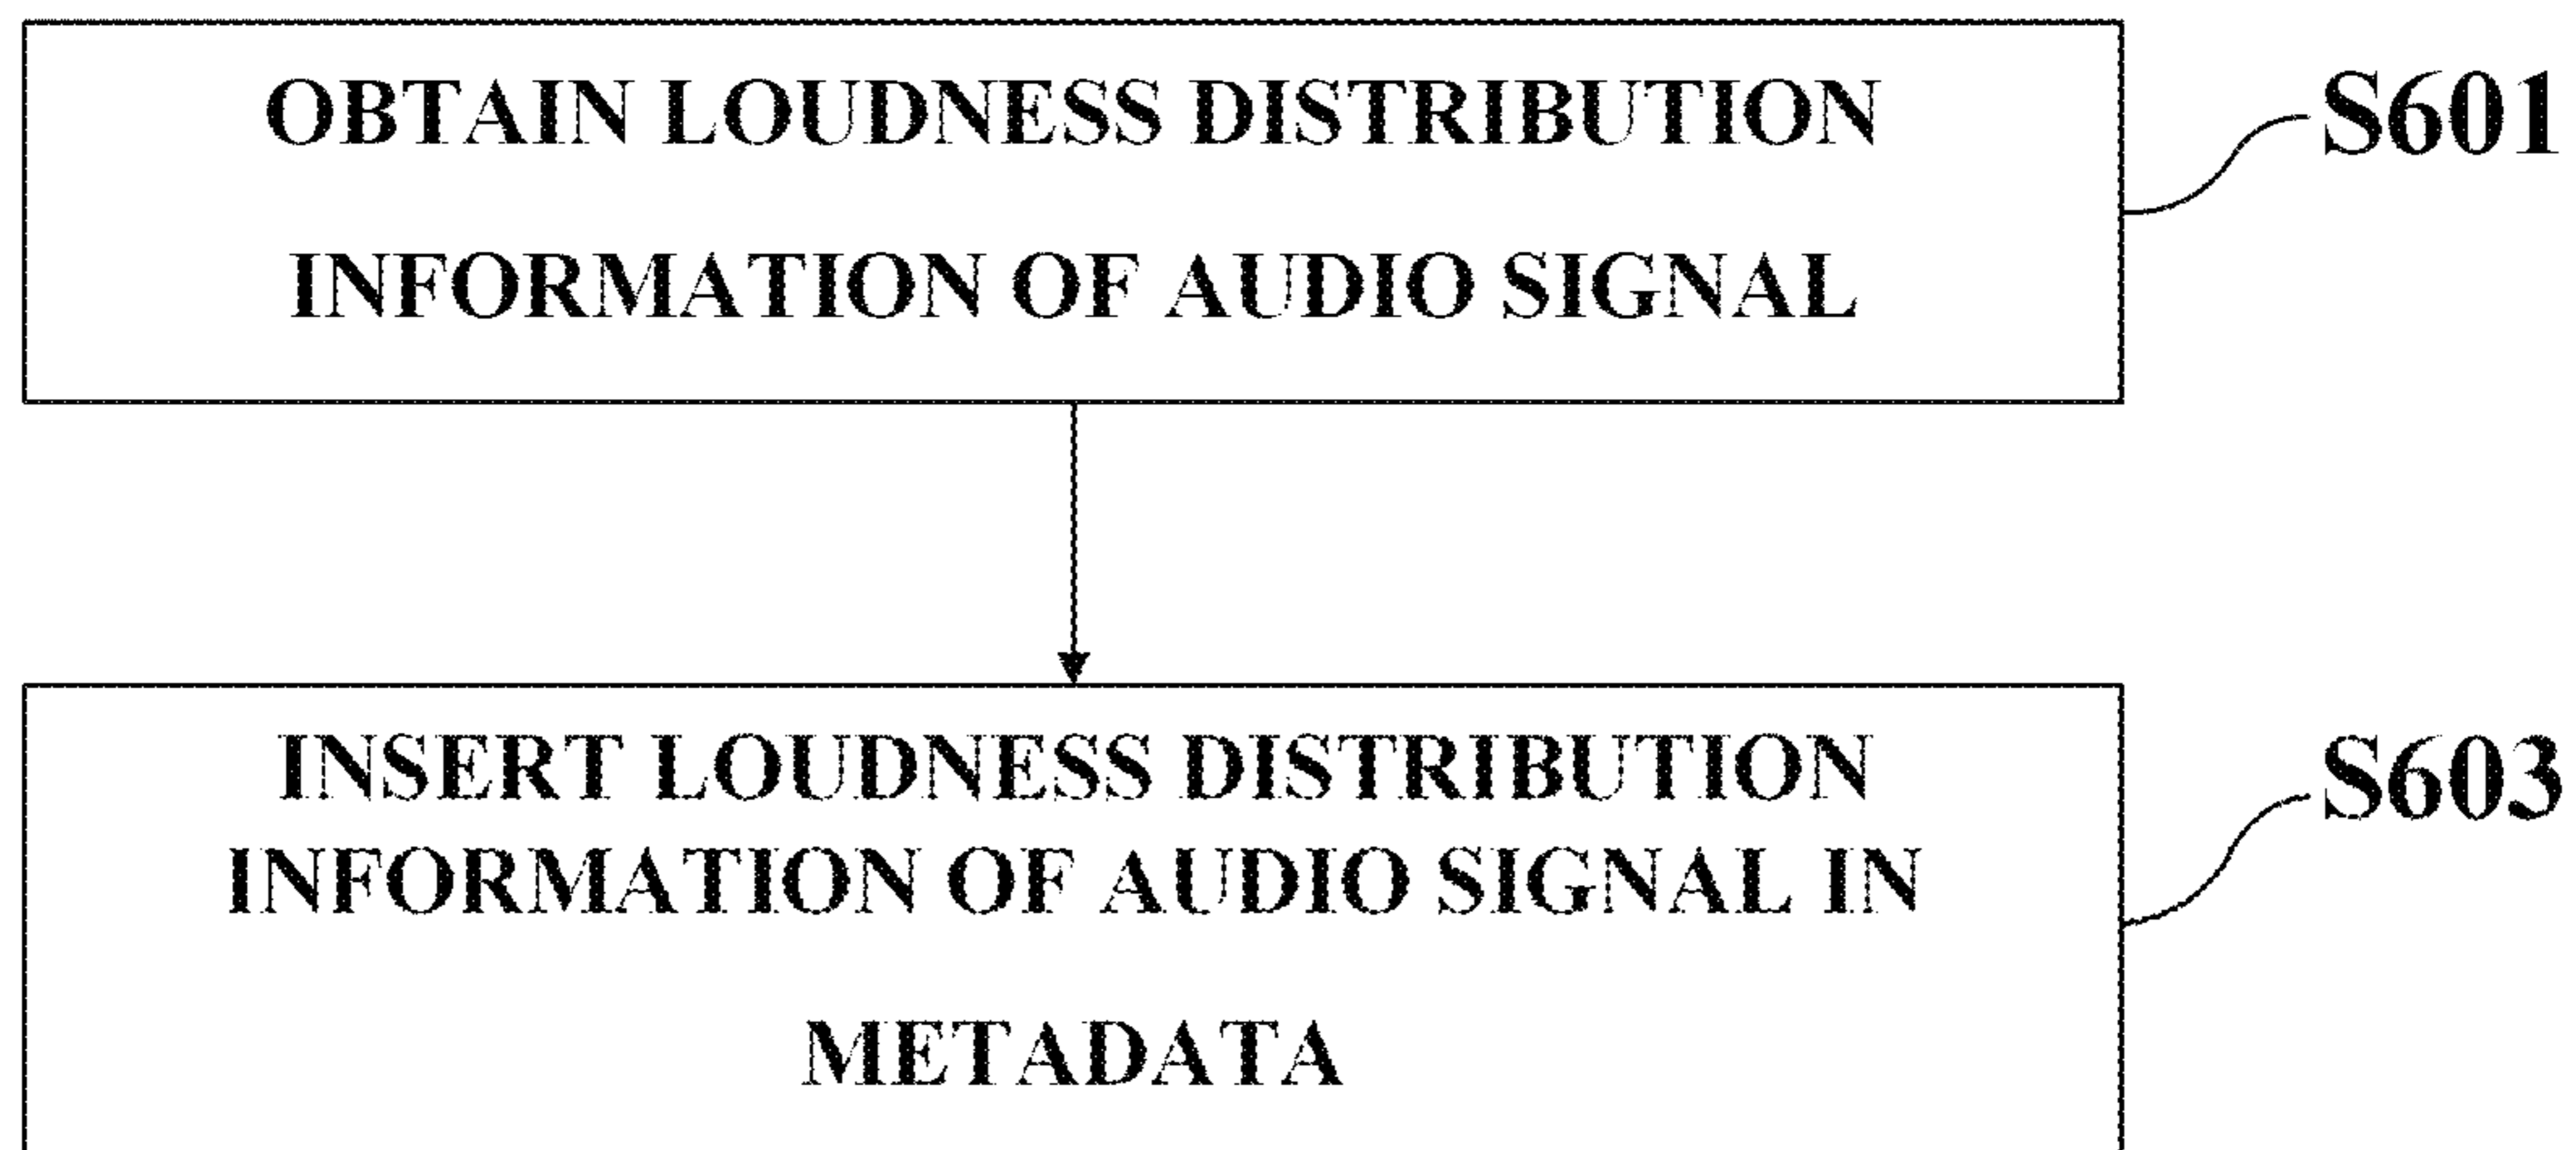 OBTAIN LOUDNESS DISTRIBUTION
INFORMATION OF AUDIO SIGNAL
S601
INSERT LOUDNESS DISTRIBUTION
INFORMATION OF AUDIO SIGNAL IN
METADATA
S603